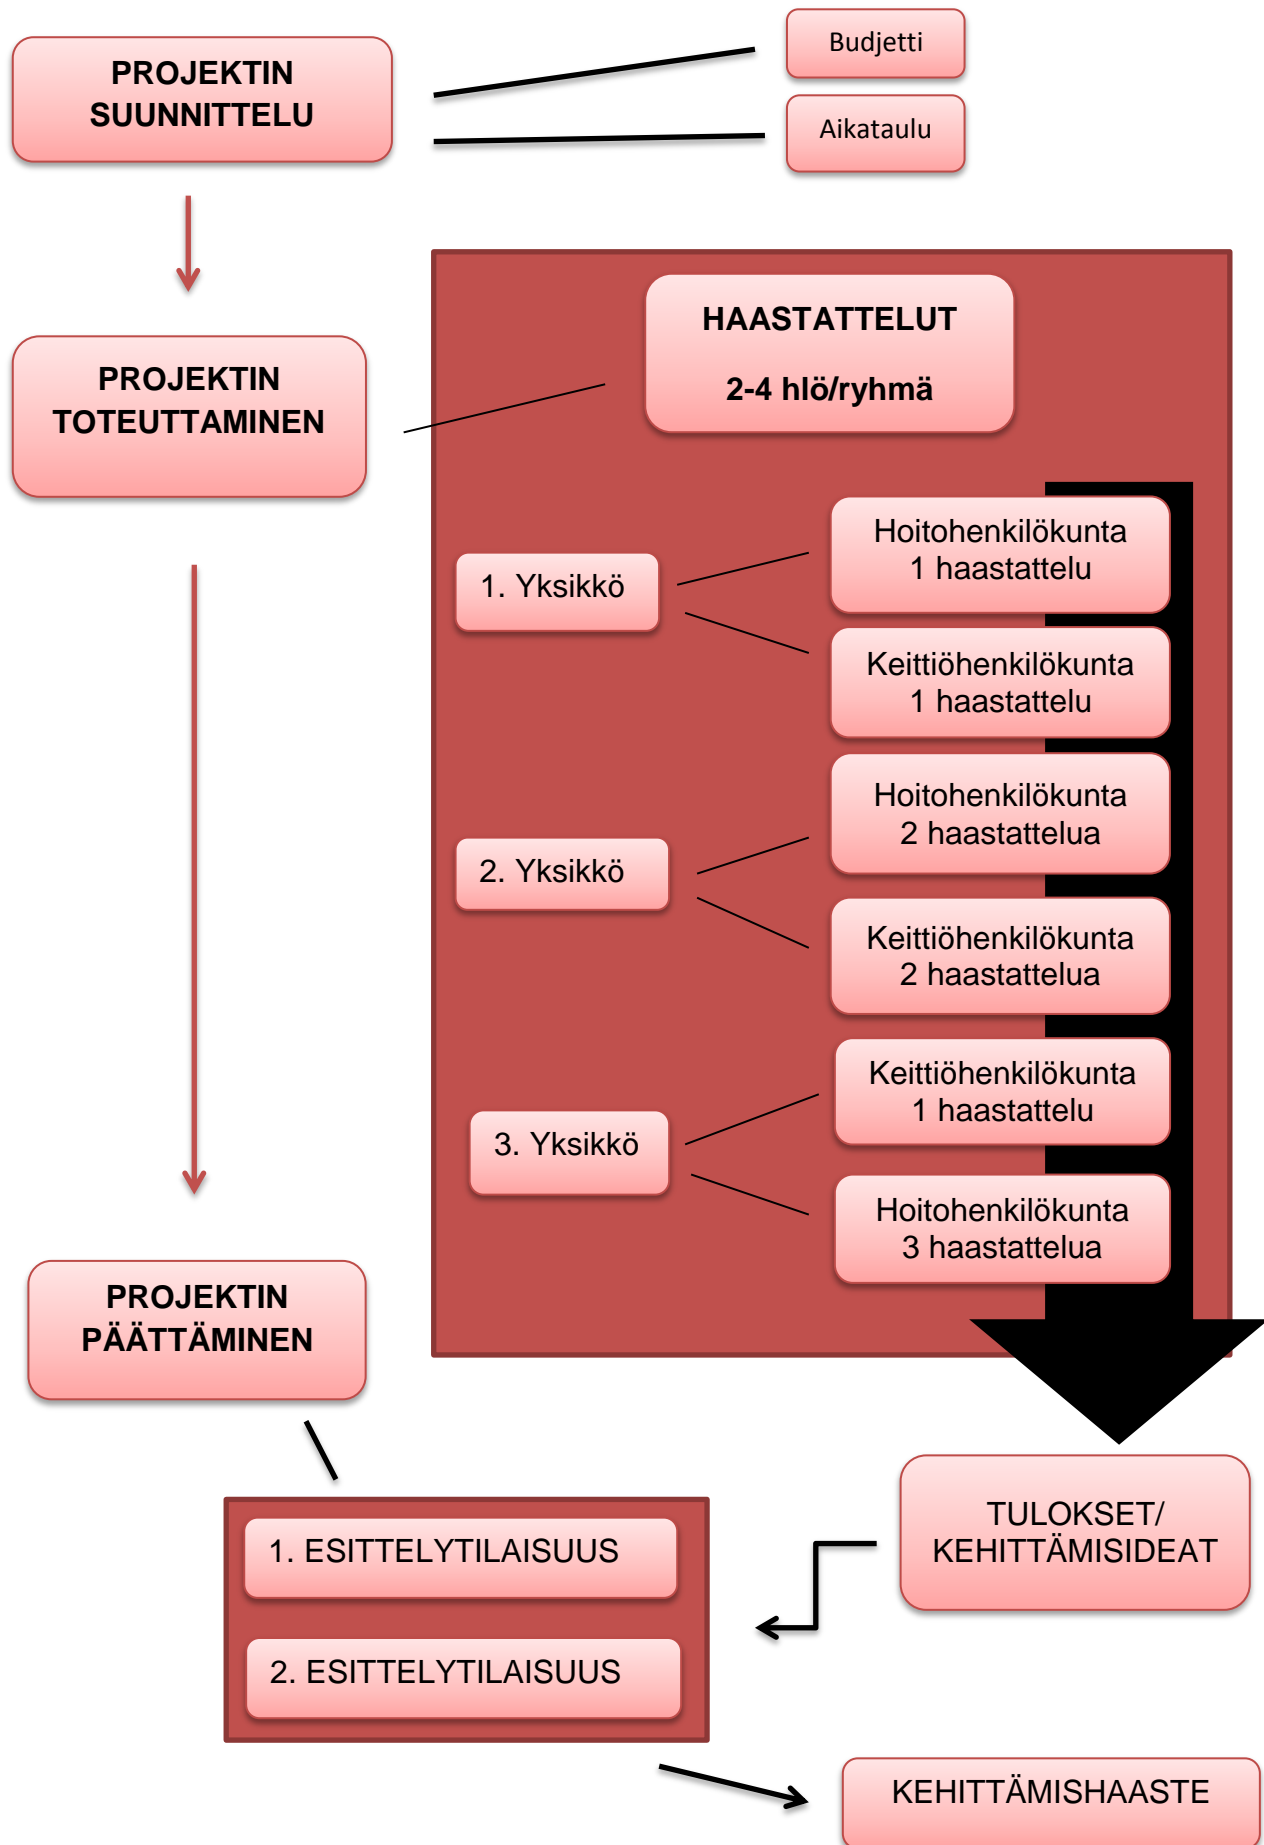 PROJEKTIN
SUUNNITTELU
Budjetti
Aikataulu
PROJEKTIN
TOTEUTTAMINEN
HAASTATTELUT
2-4 hlö/ryhmä
1. Yksikkö
Hoitohenkilökunta
1 haastattelu
Keittiöhenkilökunta
1 haastattelu
2. Yksikkö
Hoitohenkilökunta
2 haastattelua
Keittiöhenkilökunta
2 haastattelua
3. Yksikkö
Keittiöhenkilökunta
1 haastattelu
Hoitohenkilökunta
3 haastattelua
PROJEKTIN
PÄÄTTÄMINEN
TULOKSET/
KEHITTÄMISIDEAT
1. ESITTELYTILAISUUS
2. ESITTELYTILAISUUS
KEHITTÄMISHAASTE